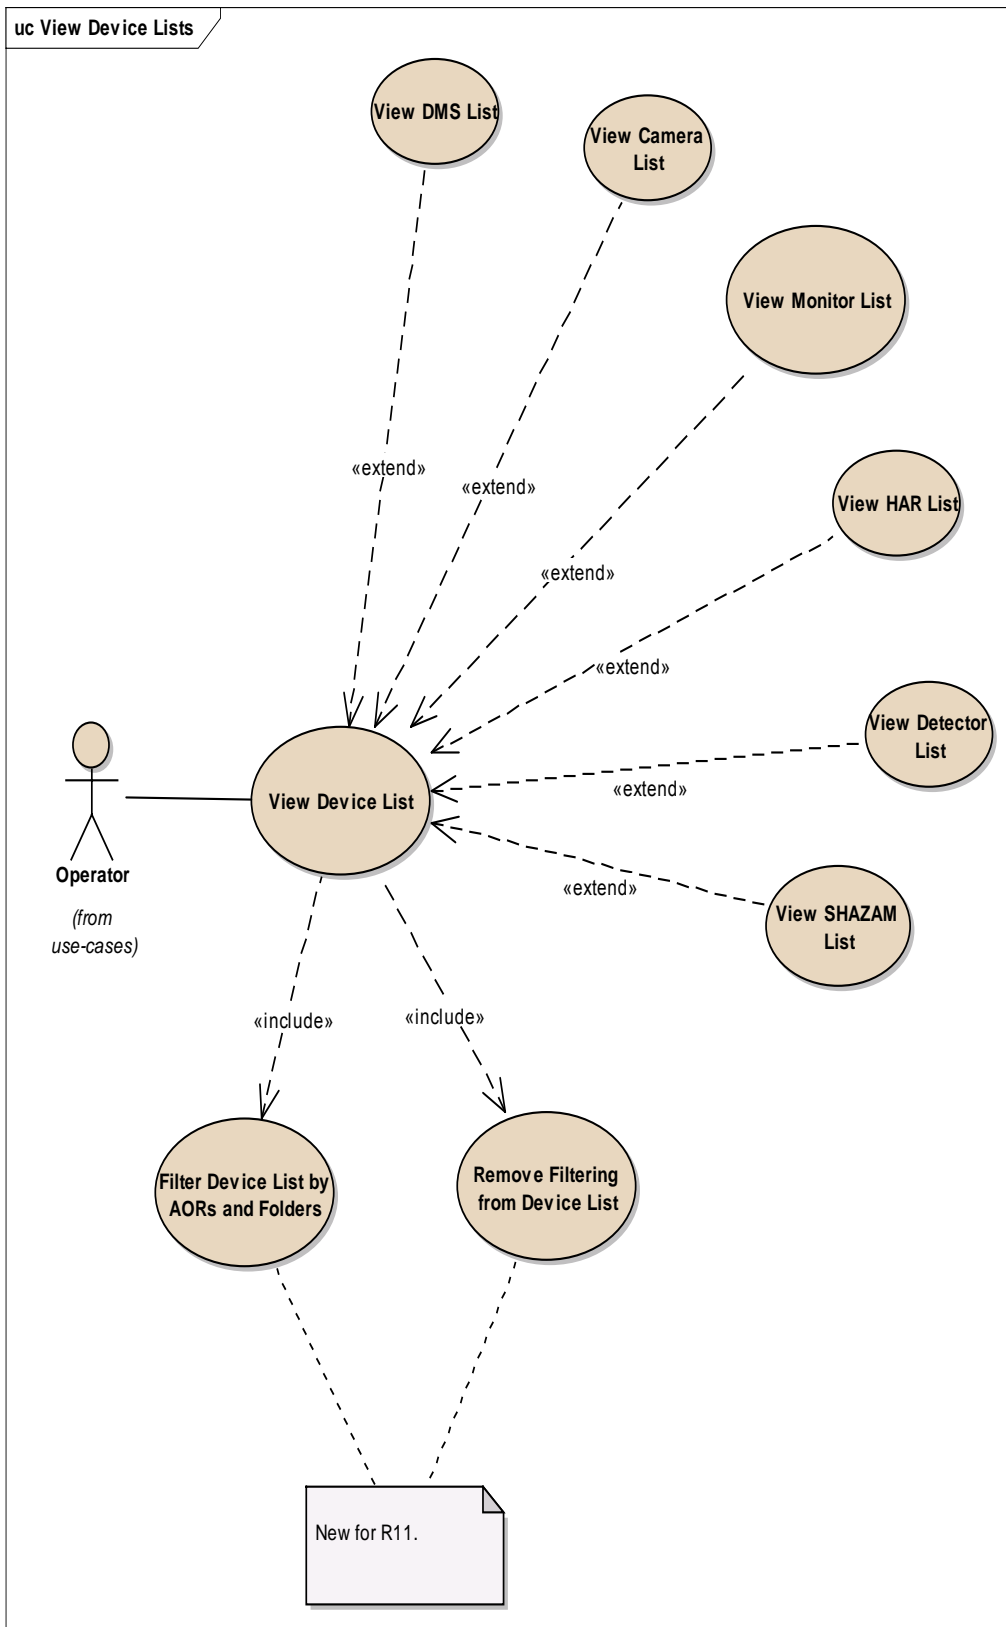 uc View Device Lists
View DMS List
View Camera
List
View Monitor List
«extend»
«extend»
View HAR List
«extend»
«extend»
View Detector
List
«extend»
View Device List
Operator
(from
use-cases)
«extend»
View SHAZAM
List
«include»
«include»
Filter Device List by
AORs and Folders
Remove Filtering
from Device List
New for R11.